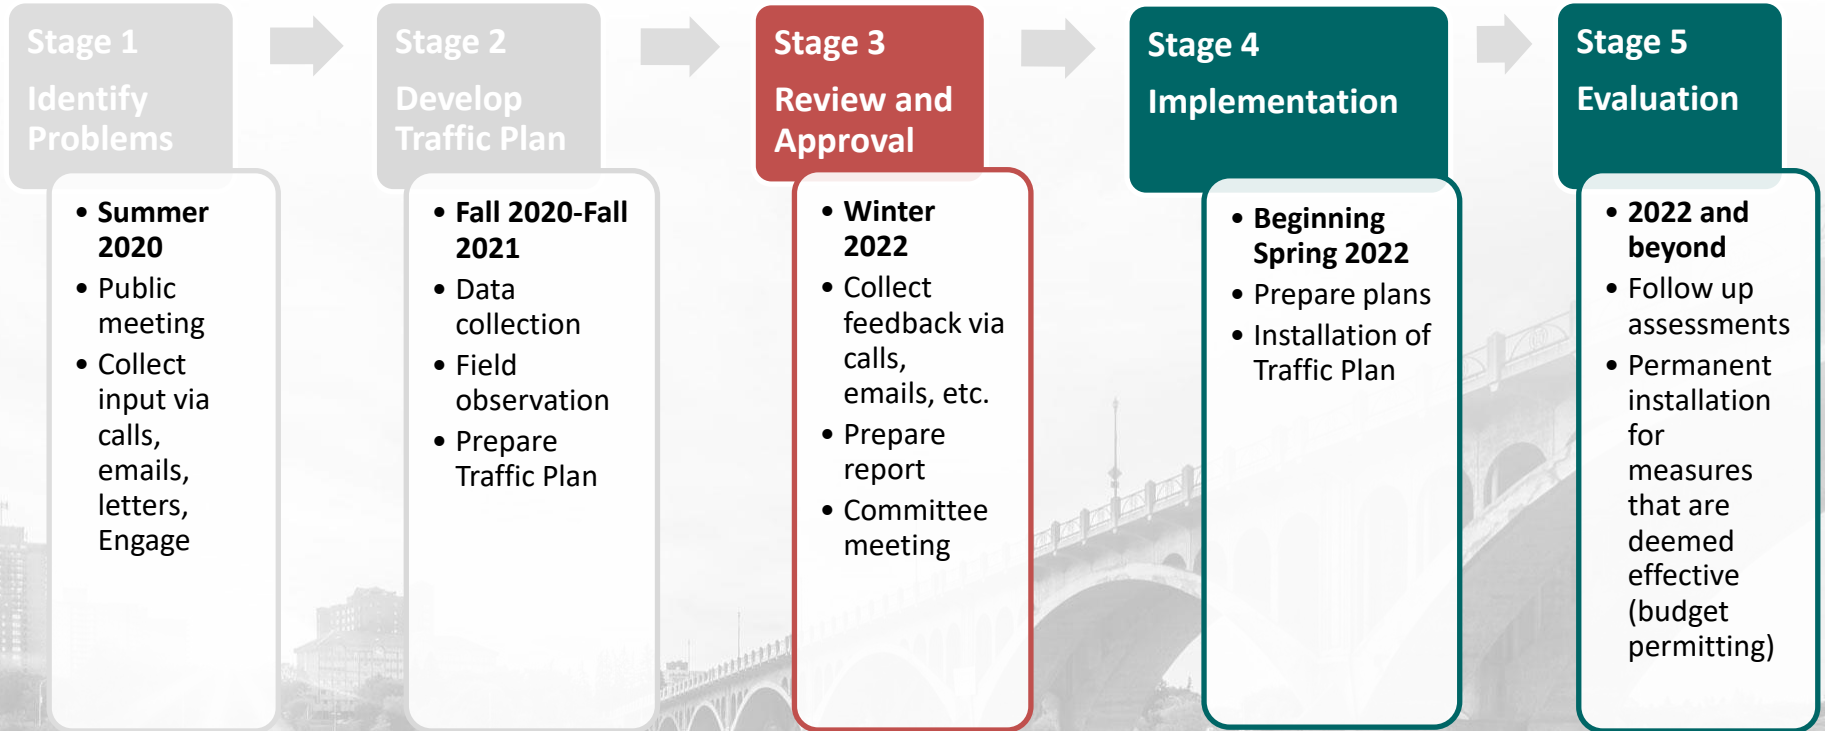 Stage 1
Identify
Problems
• Summer
2020
• Public
meeting
• Collect
input via
calls,
emails,
letters,
Engage
Stage 2
Develop
Traffic Plan
• Fall 2020-Fall
2021
• Data
collection
• Field
observation
• Prepare
Traffic Plan
Stage 3
Review and
Approval
• Winter
2022
• Collect
feedback via
calls,
emails, etc.
• Prepare
report
• Committee
meeting
Stage 4
Implementation
• Beginning
Spring 2022
• Prepare plans
• Installation of
Traffic Plan
Stage 5
Evaluation
• 2022 and
beyond
• Follow up
assessments
• Permanent
installation
for
measures
that are
deemed
effective
(budget
permitting)